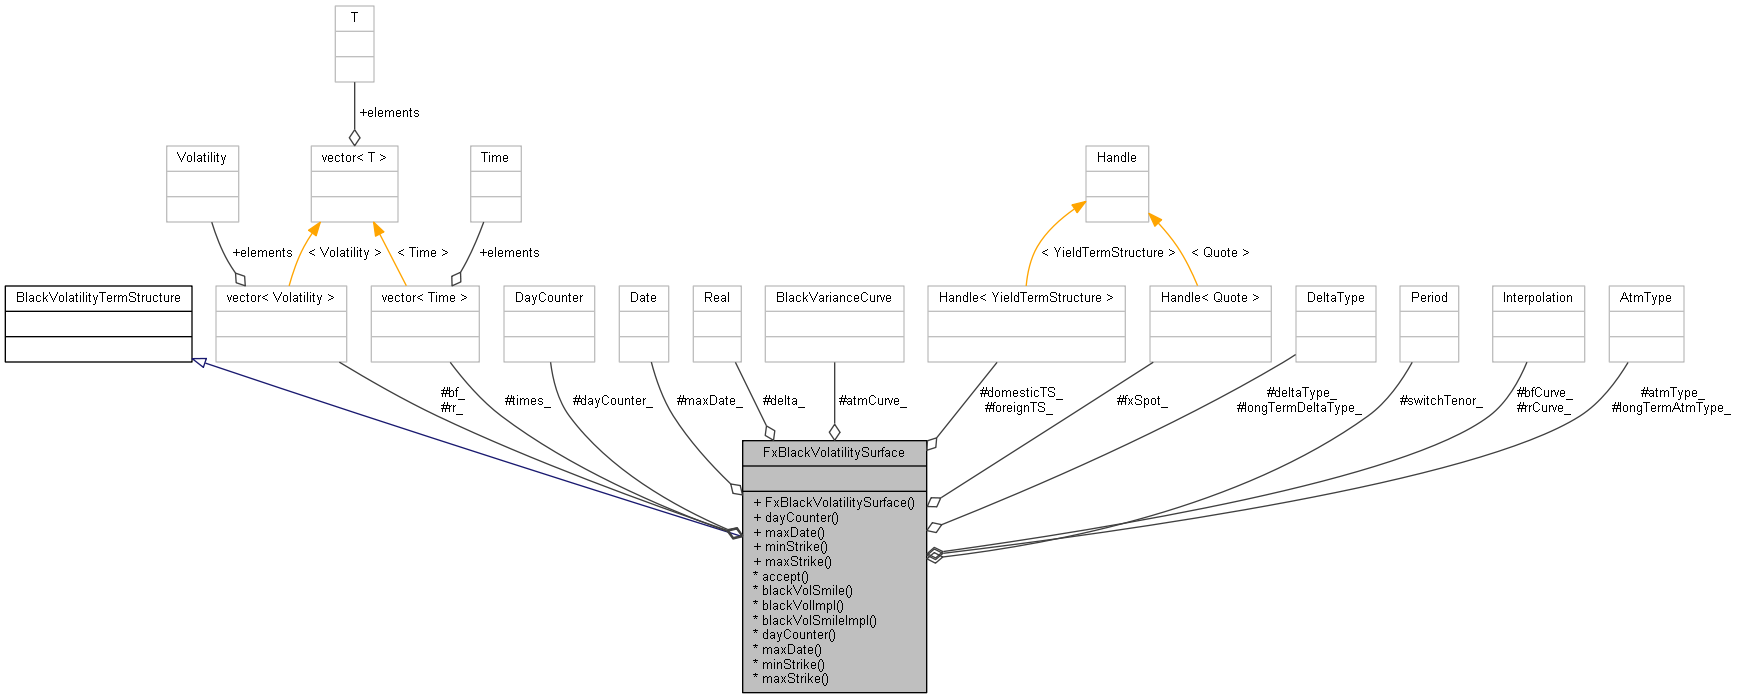 T
+elements
Volatility
vector< T >
Time
Handle
+elements
< Volatility >
< Time >
+elements
< YieldTermStructure >
< Quote >
BlackVolatilityTermStructure
vector< Volatility >
vector< Time >
DayCounter
Date
Real
BlackVarianceCurve
Handle< YieldTermStructure >
Handle< Quote >
DeltaType
Period
Interpolation
AtmType
#bf_
#rr_
#times_
#dayCounter_
#maxDate_
#delta_
#atmCurve_
#domesticTS_
#foreignTS_
#fxSpot_
#deltaType_
#longTermDeltaType_
#switchTenor_
#bfCurve_
#rrCurve_
#atmType_
#longTermAtmType_
FxBlackVolatilitySurface
+ FxBlackVolatilitySurface()
+ dayCounter()
+ maxDate()
+ minStrike()
+ maxStrike()
* accept()
* blackVolSmile()
* blackVolImpl()
* blackVolSmileImpl()
* dayCounter()
* maxDate()
* minStrike()
* maxStrike()